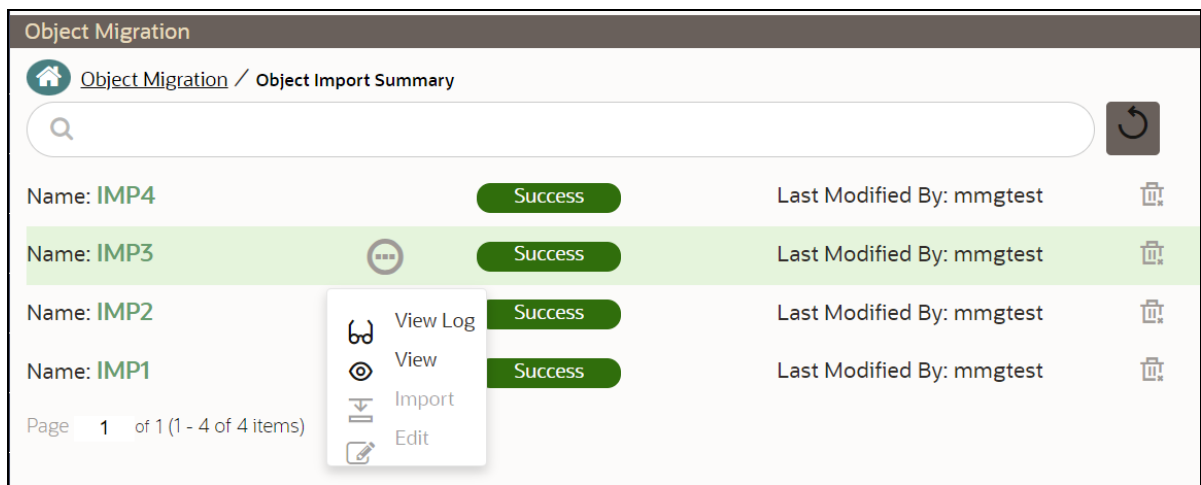 Object Migration
Object Migration / Object Import Summary
Name: IMP4 Success Last Modified By: mmgtest
Name: IMP3 Success Last Modified By: mmgtest
Name: IMP2 Success Last Modified By: mmgtest
View Log
View
Name: IMP1 Success Last Modified By: mmgtest
Import
Page 1 of 1 (1 - 4 of 4 items)
Edit